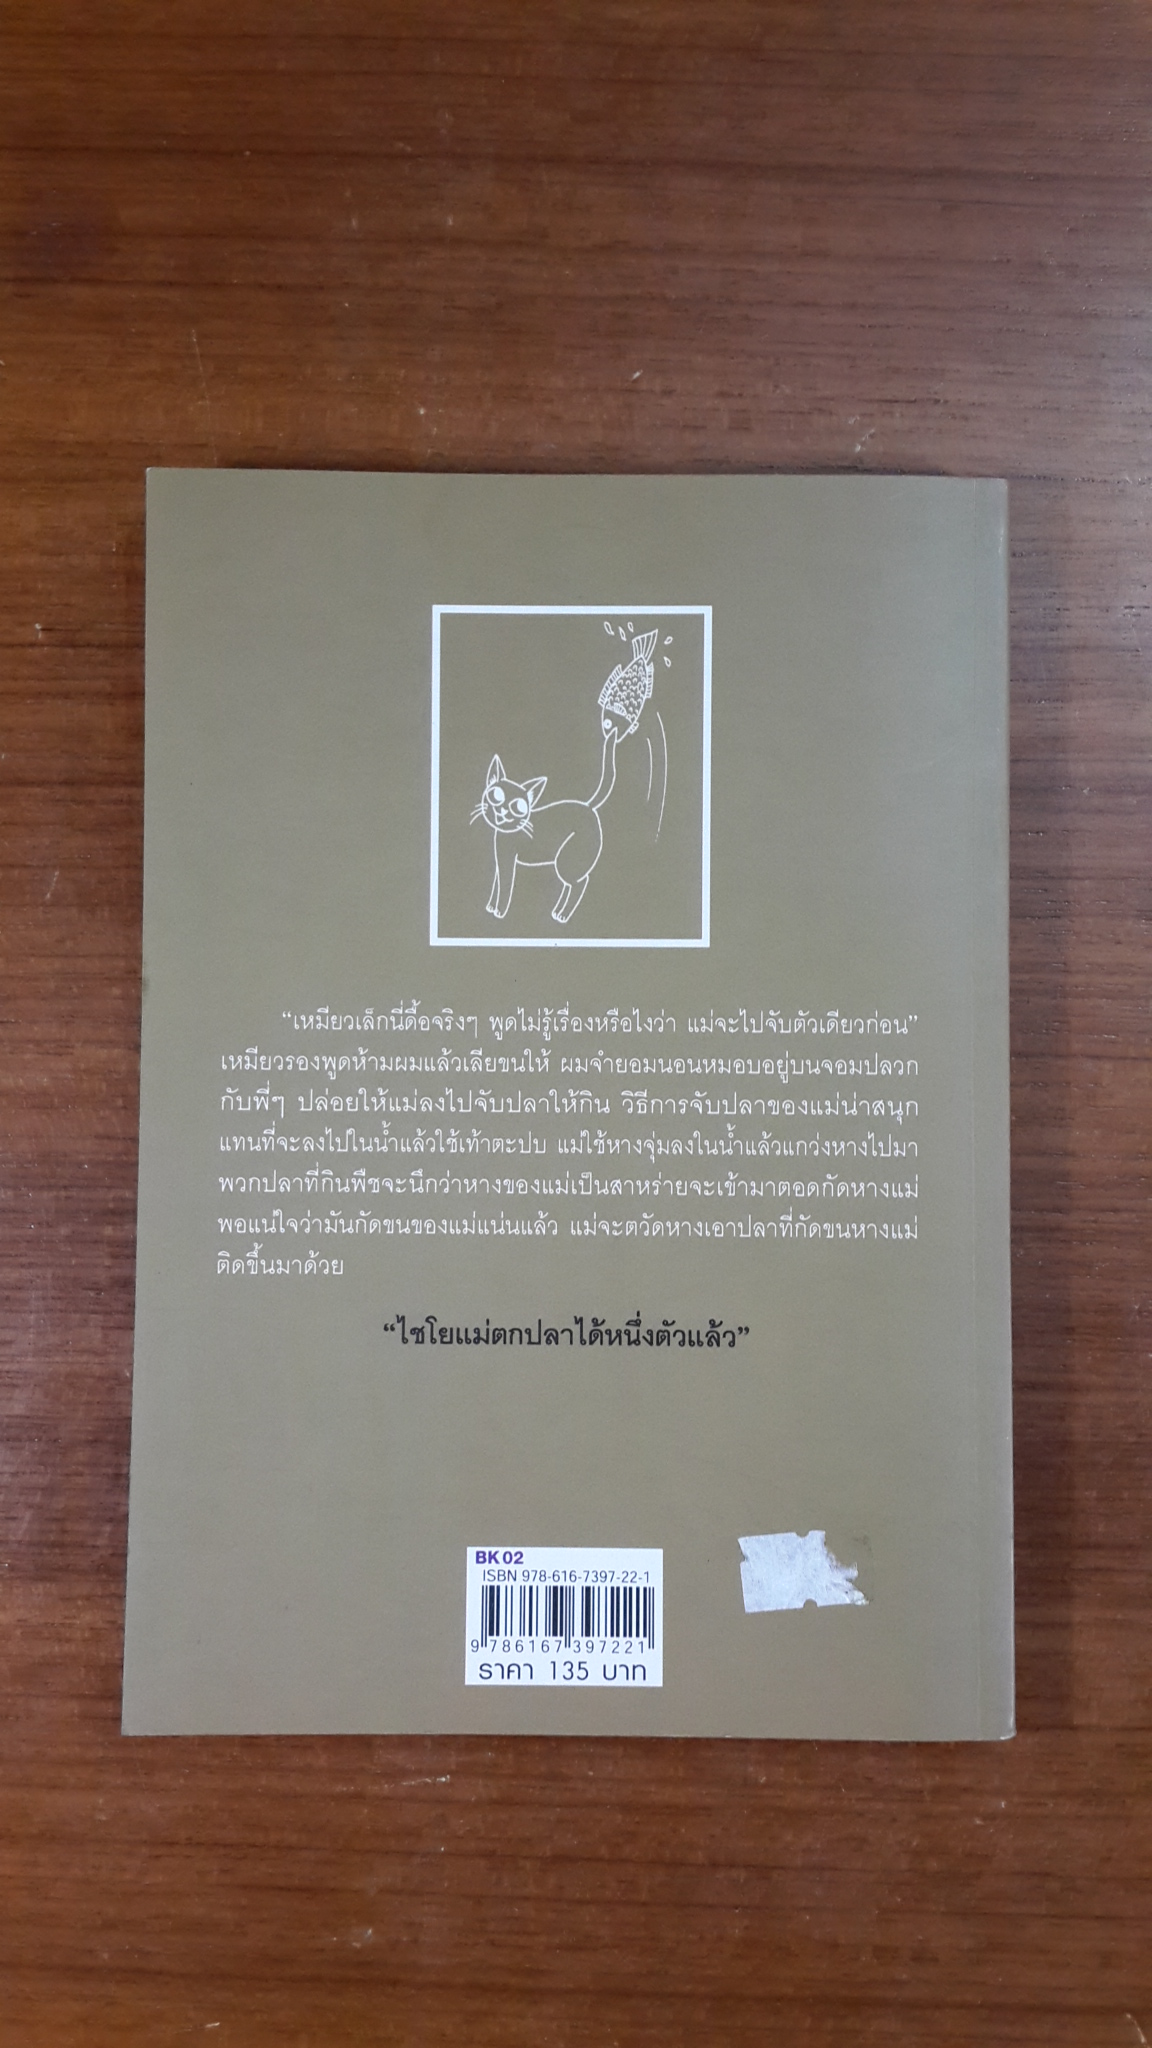 “เหมียวเล็กนี่ดื้อจริงๆ พูดไม่รู้เรื่องหรือไงว่า แม่จะไปจับตัวเดียวก่อน”
เหมียวรองพูดห้ามผมแล้วเลียขนให้ ผมจำยอมนอนหมอบอยู่บนจอมปลวก
กับพี่ๆ ปล่อยให้แม่ลงไปจับปลาให้กิน วิธีการจับปลาของแม่น่าสนุก
แทนที่จะลงไปในน้ำแล้วใช้เท้าตะปบ แม่ใช้หางจุ่มลงในน้ำแล้วแกว่งหางไปมา
พวกปลาที่กินพืชจะนึกว่าหางของแม่เป็นสาหร่ายจะเข้ามาตอดกัดหางแม่
พอแน่ใจว่ามันกัดขนของแม่แน่นแล้ว แม่จะตวัดหางเอาปลาที่กัดขนหางแม่
ติดขึ้นมาด้วย
“ไชโยแม่ตกปลาได้หนึ่งตัวแล้ว”
BK 02
ISBN 978-616-7397-22-1
9 786167 397221
ราคา 135 บาท